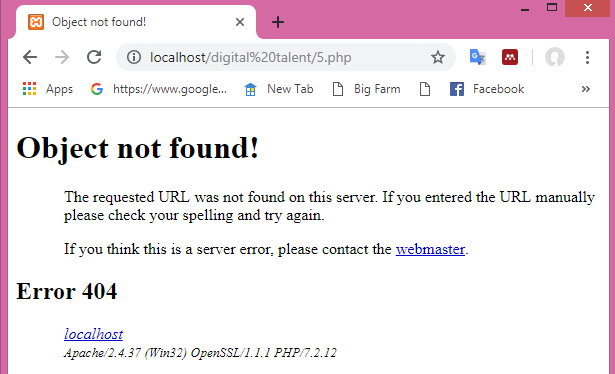 Object not found!
localhost/digital%20talent/5.php
Apps https://www.google... New Tab Big Farm Facebook »
Object not found!
The requested URL was not found on this server. If you entered the URL manually
please check your spelling and try again.
If you think this is a server error, please contact the webmaster.
Error 404
localhost
Apache/2.4.37 (Win32) OpenSSL/1.1.1 PHP/7.2.12